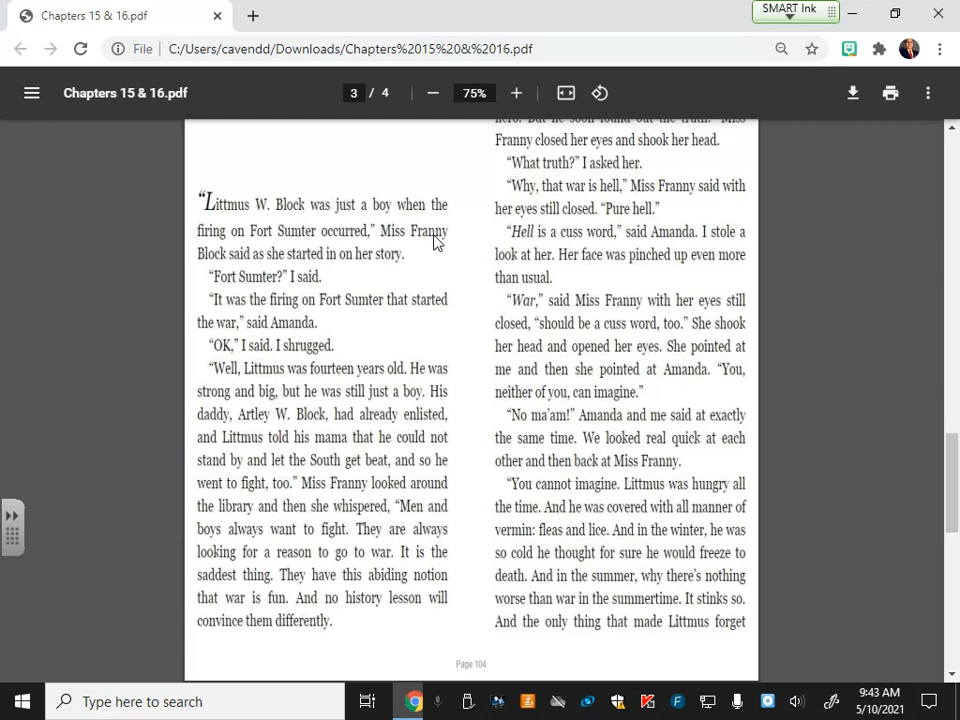 Chapters 15 & 16.pdf
SMART Ink
File
C:/Users/cavendd/Downloads/Chapters%2015%20&%2016.pdf
Chapters 15 & 16.pdf
3 / 4
75%
“Littmus W. Block was just a boy when the
firing on Fort Sumter occurred,” Miss Franny
Block said as she started in on her story.
“Fort Sumter?” I said.
“It was the firing on Fort Sumter that started
the war,” said Amanda.
“OK,” I said. I shrugged.
“Well, Littmus was fourteen years old. He was
strong and big, but he was still just a boy. His
daddy, Artley W. Block, had already enlisted,
and Littmus told his mama that he could not
stand by and let the South get beat, and so he
went to fight, too.” Miss Franny looked around
the library and then she whispered, “Men and
boys always want to fight. They are always
looking for a reason to go to war. It is the
saddest thing. They have this abiding notion
that war is fun. And no history lesson will
convince them differently.
hero. But he soon found out the truth.” Miss
Franny closed her eyes and shook her head.
“What truth?” I asked her.
“Why, that war is hell,” Miss Franny said with
her eyes still closed. “Pure hell.”
“Hell is a cuss word,” said Amanda. I stole a
look at her. Her face was pinched up even more
than usual.
“War,” said Miss Franny with her eyes still
closed, “should be a cuss word, too.” She shook
her head and opened her eyes. She pointed at
me and then she pointed at Amanda. “You,
neither of you, can imagine.”
“No ma’am!” Amanda and me said at exactly
the same time. We looked real quick at each
other and then back at Miss Franny.
“You cannot imagine. Littmus was hungry all
the time. And he was covered with all manner of
vermin: fleas and lice. And in the winter, he was
so cold he thought for sure he would freeze to
death. And in the summer, why there’s nothing
worse than war in the summertime. It stinks so.
And the only thing that made Littmus forget
Page 104
Type here to search
9:43 AM
5/10/2021